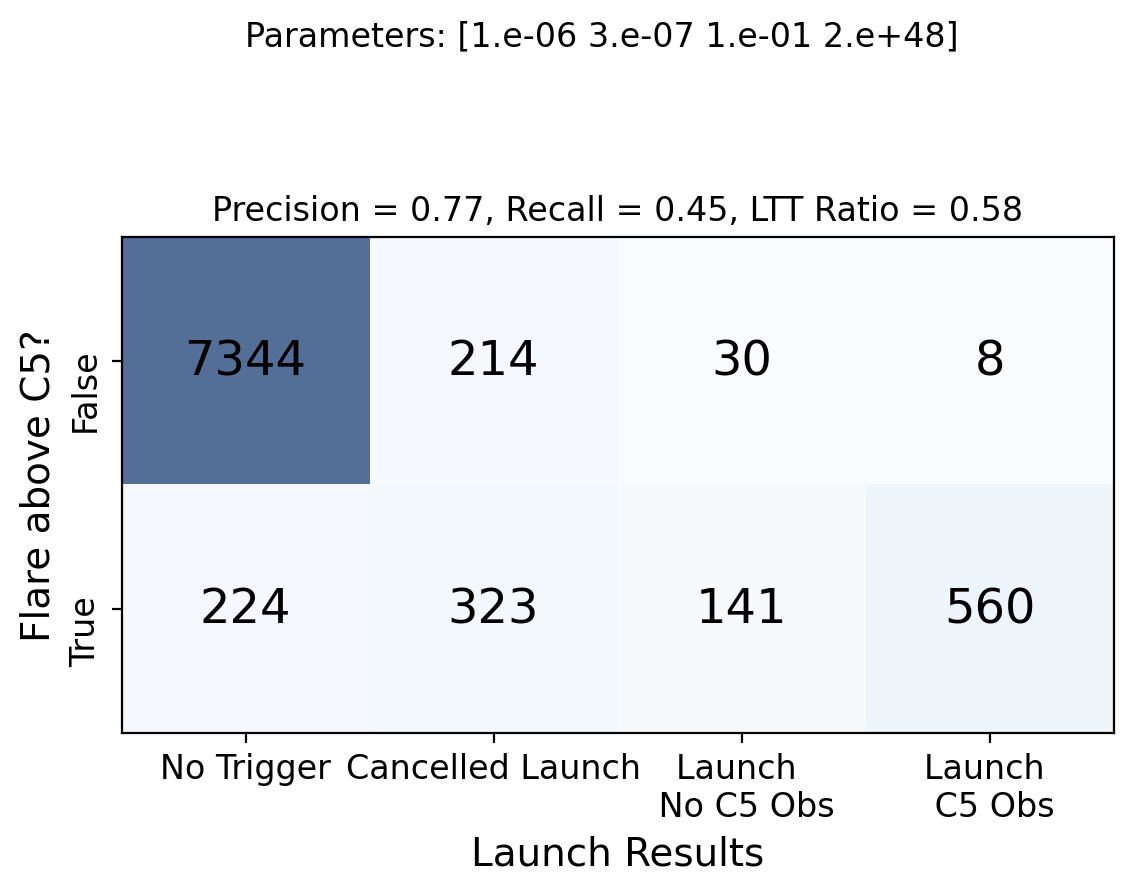 Parameters: [1.e-06 3.e-07 1.e-01 2.e+48]
Precision = 0.77, Recall = 0.45, LTT Ratio = 0.58
Flare above C5?
False
7344 214 30 8
True
224 323 141 560
No Trigger Cancelled Launch Launch Launch
No C5 Obs C5 Obs
Launch Results